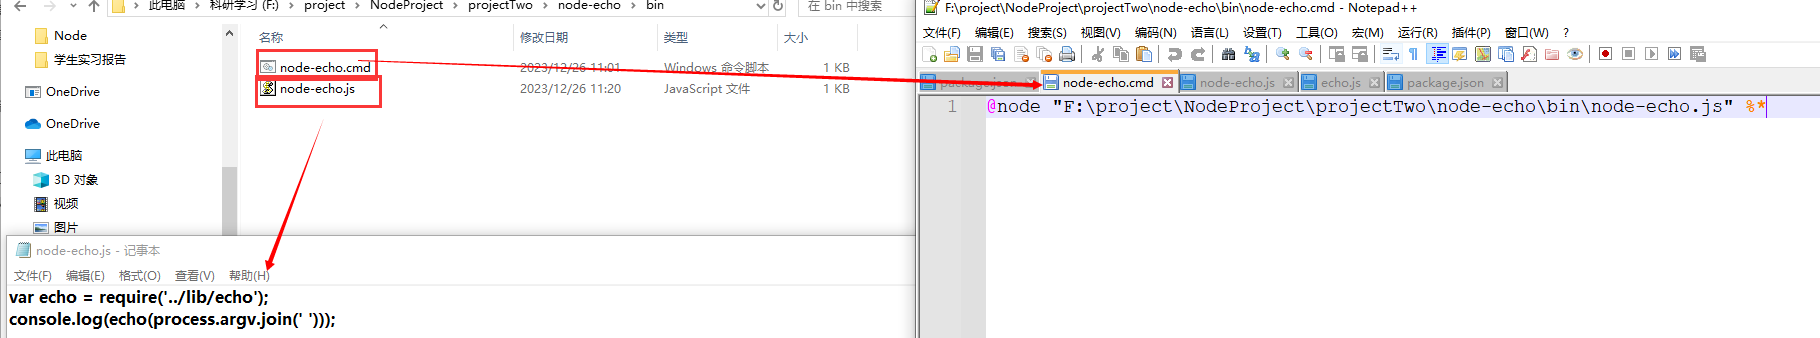 此电脑 › 科研学习 (F:) › project › NodeProject › projectTwo › node-echo › bin
在 bin 中搜索
Node
学生实习报告
OneDrive
OneDrive
此电脑
3D 对象
视频
图片
名称 修改日期 类型 大小
node-echo.cmd 2023/12/26 11:01 Windows 命令脚本 1 KB
node-echo.js 2023/12/26 11:20 JavaScript 文件 1 KB
node-echo.js - 记事本
文件(F) 编辑(E) 格式(O) 查看(V) 帮助(H)
var echo = require('../lib/echo');
console.log(echo(process.argv.join(' ')));
F:\project\NodeProject\projectTwo\node-echo\bin\node-echo.cmd - Notepad++
文件(F) 编辑(E) 搜索(S) 视图(V) 编码(N) 语言(L) 设置(T) 工具(O) 宏(M) 运行(R) 插件(P) 窗口(W) ?
package.json node-echo.cmd node-echo.js echo.js package.json
1 @node "F:\project\NodeProject\projectTwo\node-echo\bin\node-echo.js" %*